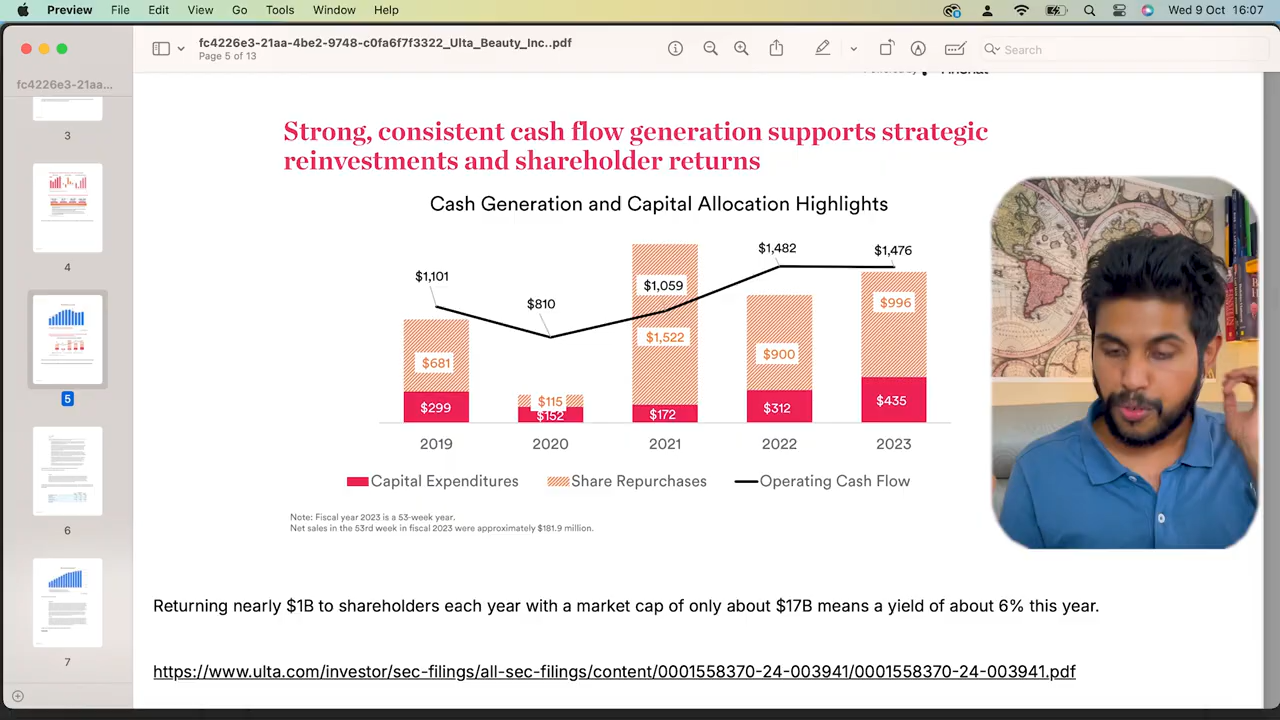 Preview File Edit View Go Tools Window Help Wed 9 Oct 16:07
fc4226e3-21aa-4be2-9748-c0fa6f7f3322_Ulta_Beauty_Inc..pdf
Page 5 of 13
Search
fc4226e3-21aa...
3
4
5
6
7
Strong, consistent cash flow generation supports strategic
reinvestments and shareholder returns
Cash Generation and Capital Allocation Highlights
$1,101 $810 $1,059 $1,482 $1,476
$681 $115 $1,522 $900 $996
$299 $152 $172 $312 $435
2019 2020 2021 2022 2023
Capital Expenditures Share Repurchases Operating Cash Flow
Note: Fiscal year 2023 is a 53-week year.
Net sales in the 53rd week in fiscal 2023 were approximately $181.9 million.
Returning nearly $1B to shareholders each year with a market cap of only about $17B means a yield of about 6% this year.
https://www.ulta.com/investor/sec-filings/all-sec-filings/content/0001558370-24-003941/0001558370-24-003941.pdf